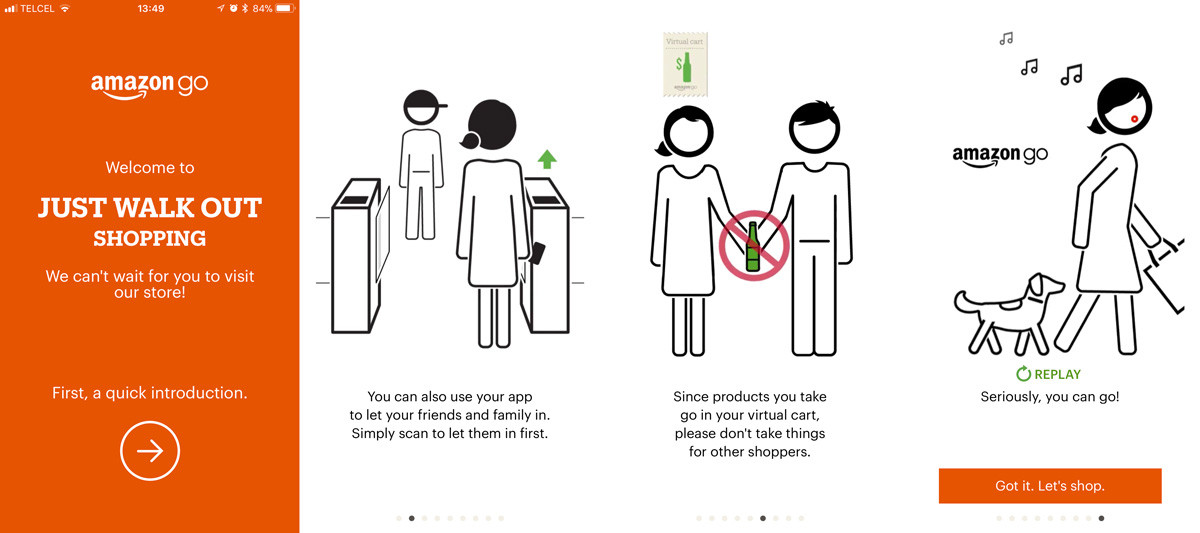 TELCEL 13:49 84%
amazon go
Welcome to
JUST WALK OUT
SHOPPING
We can't wait for you to visit
our store!
First, a quick introduction.
You can also use your app
to let your friends and family in.
Simply scan to let them in first.
Virtual cart
$
amazon go
Since products you take
go in your virtual cart,
please don't take things
for other shoppers.
amazon go
REPLAY
Seriously, you can go!
Got it. Let's shop.